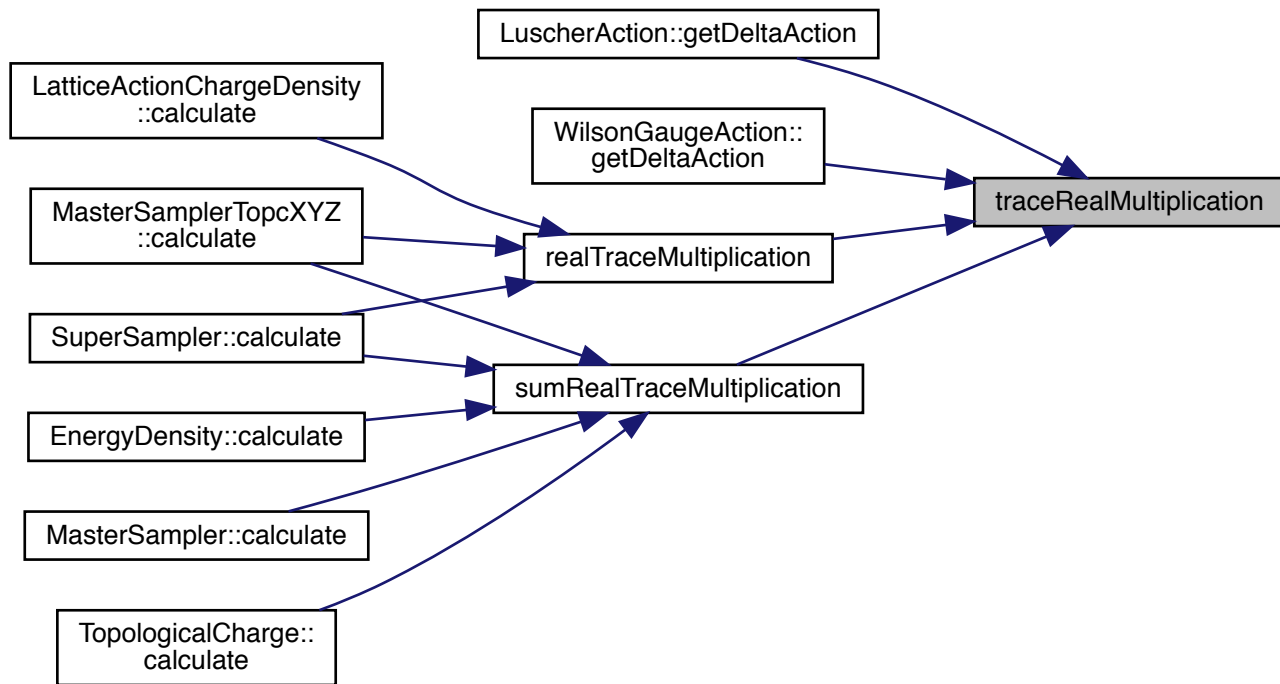 LuscherAction::getDeltaAction
LatticeActionChargeDensity
::calculate
WilsonGaugeAction::
getDeltaAction
traceRealMultiplication
MasterSamplerTopcXYZ
::calculate
realTraceMultiplication
SuperSampler::calculate
sumRealTraceMultiplication
EnergyDensity::calculate
MasterSampler::calculate
TopologicalCharge::
calculate